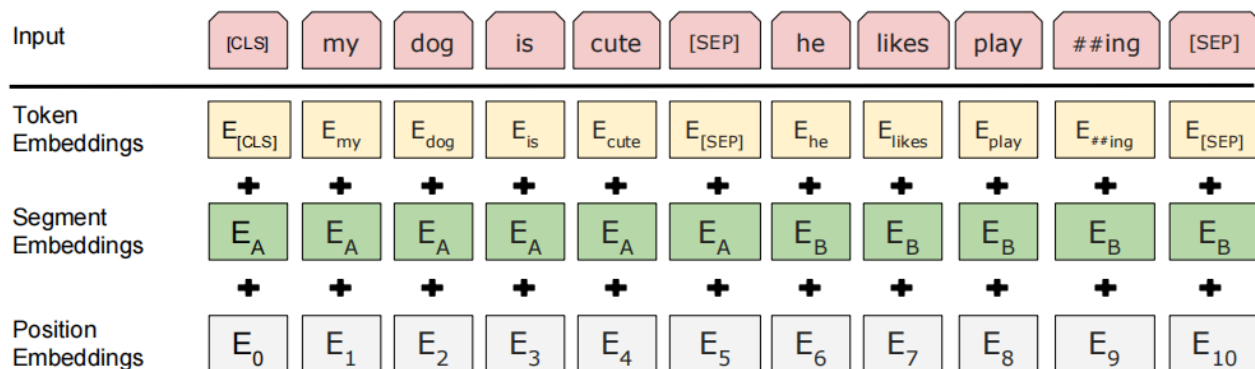 Input [CLS] my dog is cute [SEP] he likes play ##ing [SEP]
Token Embeddings E[CLS] Emy Edog Eis Ecute E[SEP] Ehe Elikes Eplay E##ing E[SEP]
+ + + + + + + + + + +
Segment Embeddings EA EA EA EA EA EA EB EB EB EB EB
+ + + + + + + + + + +
Position Embeddings E0 E1 E2 E3 E4 E5 E6 E7 E8 E9 E10